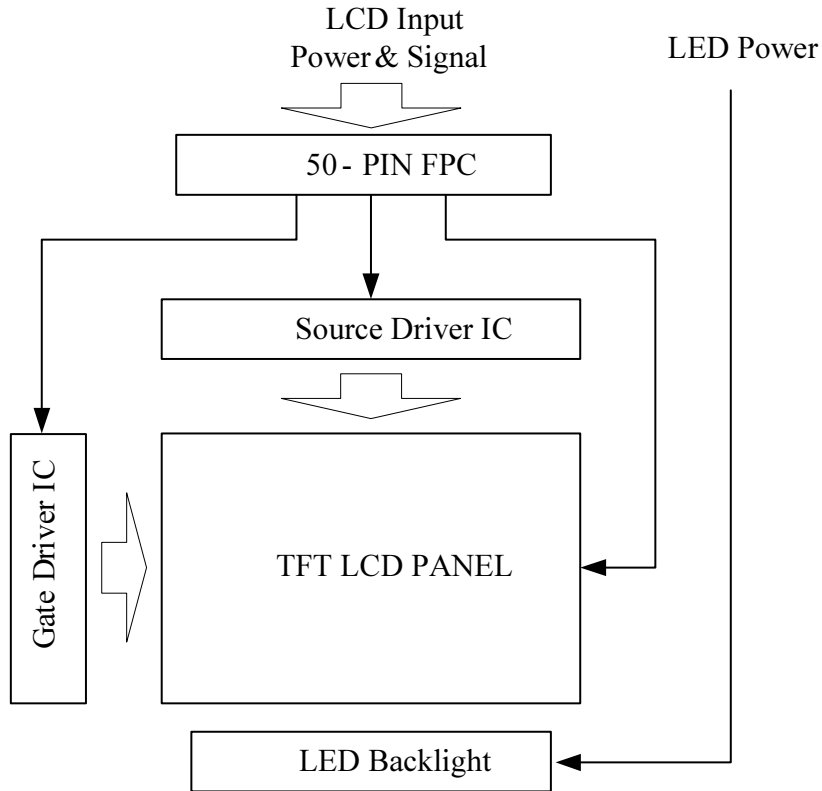 LCD Input
Power & Signal
LED Power
50 - PIN FPC
Source Driver IC
Gate Driver IC
TFT LCD PANEL
LED Backlight